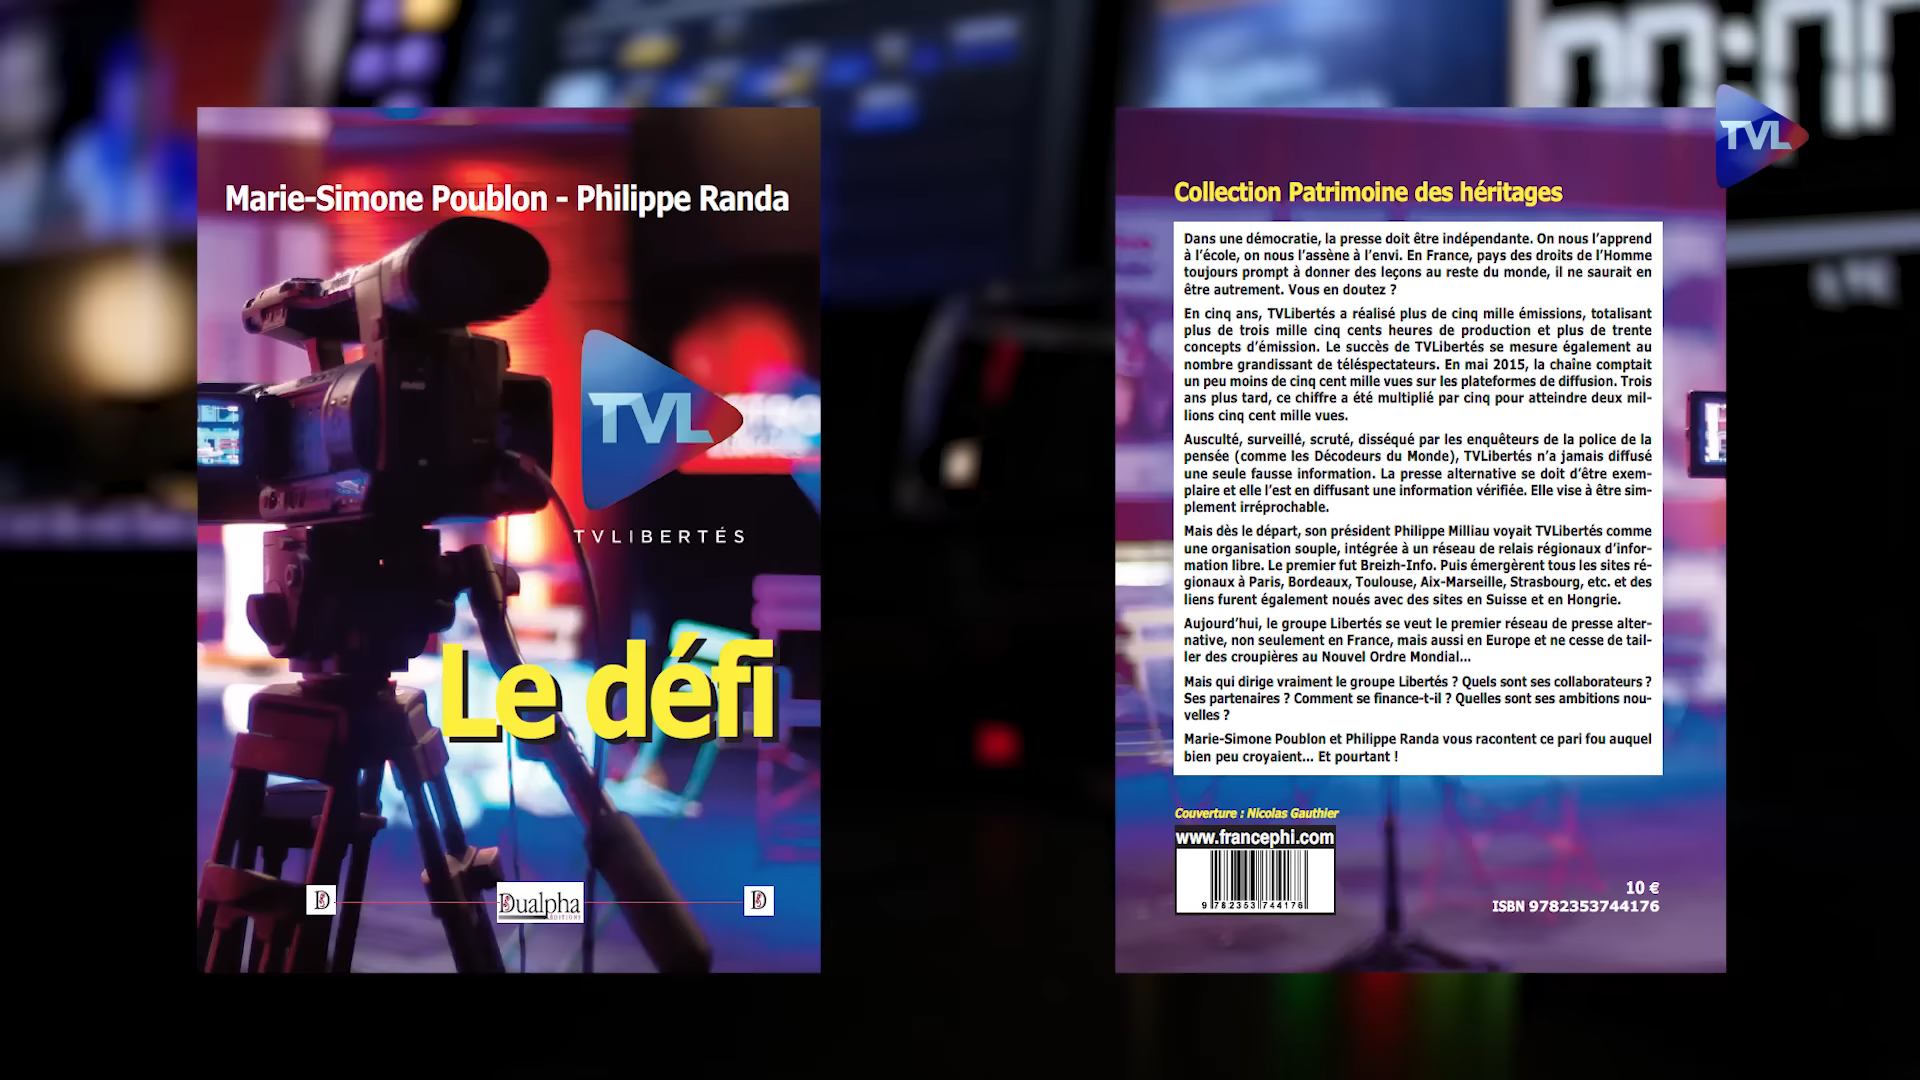 Marie-Simone Poublon - Philippe Randa
TVL
TVLIBERTÉS
Le défi
D
Dualpha
ÉDITIONS
D
TVL
Collection Patrimoine des héritages
Dans une démocratie, la presse doit être indépendante. On nous l'apprend
à l'école, on nous l'assène à l'envi. En France, pays des droits de l'Homme
toujours prompt à donner des leçons au reste du monde, il ne saurait en
être autrement. Vous en doutez ?
En cinq ans, TVLibertés a réalisé plus de cinq mille émissions, totalisant
plus de trois mille cinq cents heures de production et plus de trente
concepts d'émission. Le succès de TVLibertés se mesure également au
nombre grandissant de téléspectateurs. En mai 2015, la chaîne comptait
un peu moins de cinq cent mille vues sur les plateformes de diffusion. Trois
ans plus tard, ce chiffre a été multiplié par cinq pour atteindre deux mil-
lions cinq cent mille vues.
Ausculté, surveillé, scruté, disséqué par les enquêteurs de la police de la
pensée (comme les Décodeurs du Monde), TVLibertés n'a jamais diffusé
une seule fausse information. La presse alternative se doit d'être exem-
plaire et elle l'est en diffusant une information vérifiée. Elle vise à être sim-
plement irréprochable.
Mais dès le départ, son président Philippe Milliau voyait TVLibertés comme
une organisation souple, intégrée à un réseau de relais régionaux d'infor-
mation libre. Le premier fut Breizh-Info. Puis émergèrent tous les sites ré-
gionaux à Paris, Bordeaux, Toulouse, Aix-Marseille, Strasbourg, etc. et des
liens furent également noués avec des sites en Suisse et en Hongrie.
Aujourd'hui, le groupe Libertés se veut le premier réseau de presse alter-
native, non seulement en France, mais aussi en Europe et ne cesse de tail-
ler des croupières au Nouvel Ordre Mondial...
Mais qui dirige vraiment le groupe Libertés ? Quels sont ses collaborateurs ?
Ses partenaires ? Comment se finance-t-il ? Quelles sont ses ambitions nou-
velles ?
Marie-Simone Poublon et Philippe Randa vous racontent ce pari fou auquel
bien peu croyaient... Et pourtant !
Couverture : Nicolas Gauthier
www.francephi.com
9 782353 744176
10 €
ISBN 9782353744176